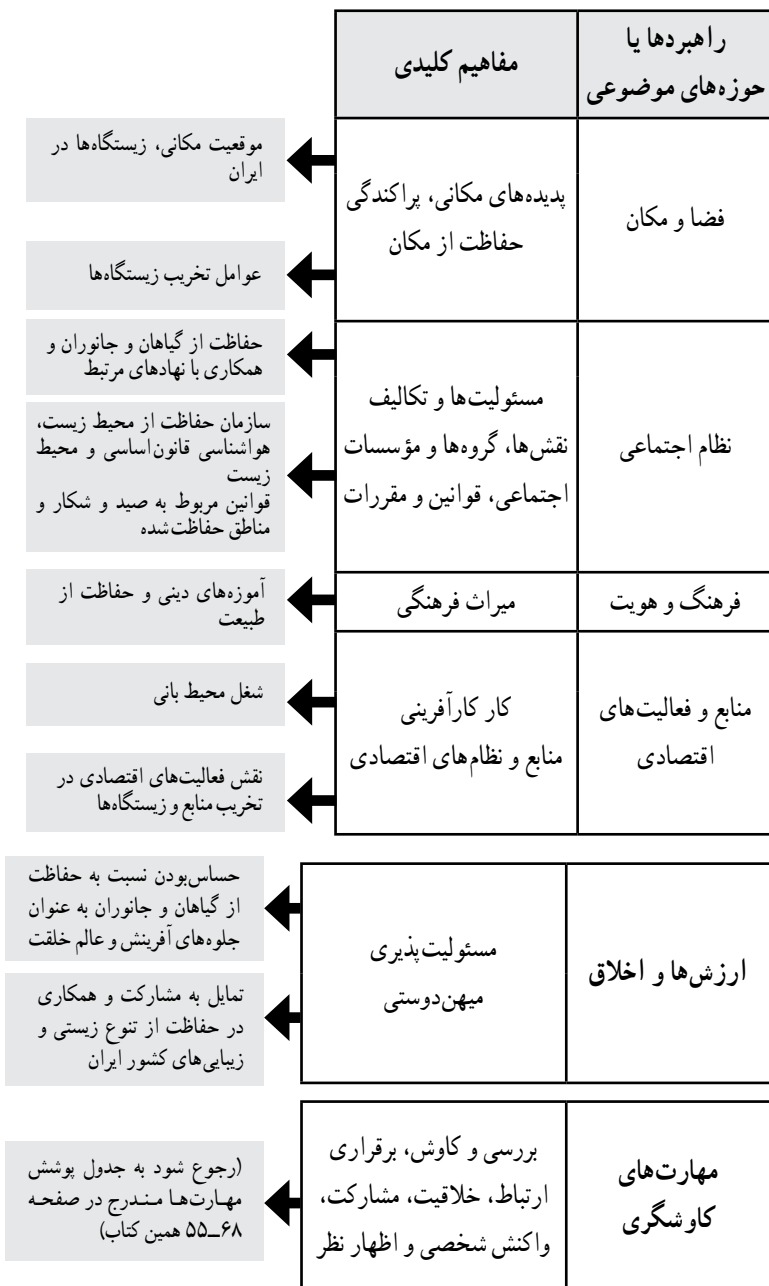 راهبردها یا
حوزه‌های موضوعی
مفاهیم کلیدی
فضا و مکان
پدیده‌های مکانی، پراکندگی
حفاظت از مکان
موقعیت مکانی، زیستگاه‌ها در
ایران
عوامل تخریب زیستگاه‌ها
نظام اجتماعی
مسئولیت‌ها و تکالیف
نقش‌ها، گروه‌ها و مؤسسات
اجتماعی، قوانین و مقررات
حفاظت از گیاهان و جانوران و
همکاری با نهادهای مرتبط
سازمان حفاظت از محیط زیست،
هواشناسی قانون‌اساسی و محیط
زیست
قوانین مربوط به صید و شکار و
مناطق حفاظت‌شده
فرهنگ و هویت
میراث فرهنگی
آموزه‌های دینی و حفاظت از
طبیعت
منابع و فعالیت‌های
اقتصادی
کار کارآفرینی
منابع و نظام‌های اقتصادی
شغل محیط بانی
نقش فعالیت‌های اقتصادی در
تخریب منابع و زیستگاه‌ها
ارزش‌ها و اخلاق
مسئولیت‌پذیری
میهن‌دوستی
حساس‌بودن نسبت به حفاظت
از گیاهان و جانوران به عنوان
جلوه‌های آفرینش و عالم خلقت
تمایل به مشارکت و همکاری
در حفاظت از تنوع زیستی و
زیبایی‌های کشور ایران
مهارت‌های
کاوشگری
بررسی و کاوش، برقراری
ارتباط، خلاقیت، مشارکت،
واکنش شخصی و اظهار نظر
(رجوع شود به جدول پوشش
مهارت‌ها مندرج در صفحه
۶۸ــ۵۵ همین کتاب)